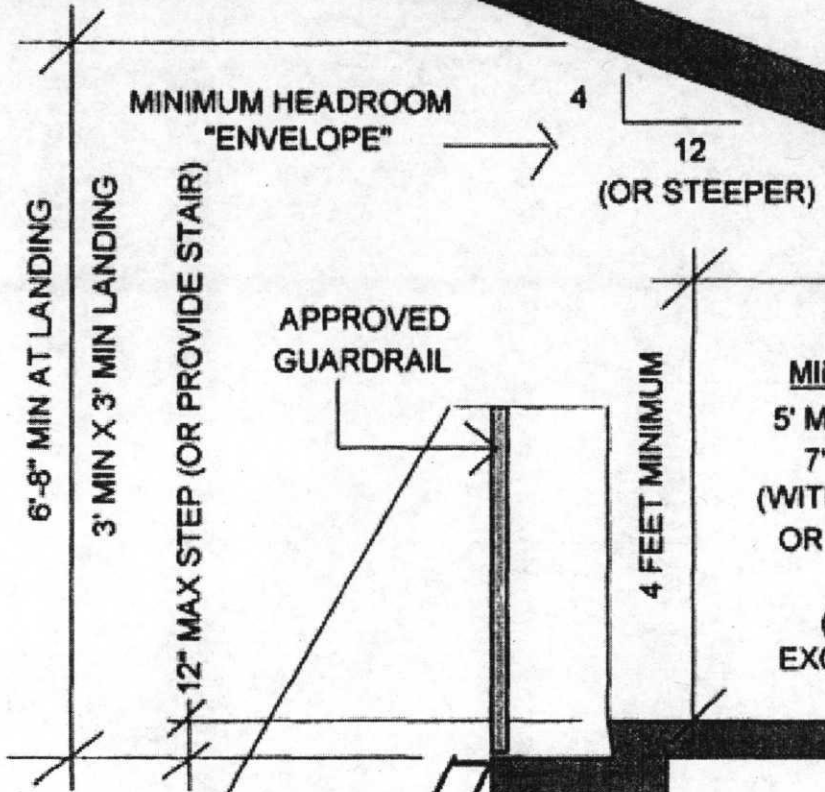 MINIMUM HEADROOM
"ENVELOPE"
4
12
(OR STEEPER)
6'-8" MIN AT LANDING
3' MIN X 3' MIN LANDING
12" MAX STEP (OR PROVIDE STAIR)
APPROVED
GUARDRAIL
4 FEET MINIMUM
5' M
7'
(WIT
OR
(
EXC